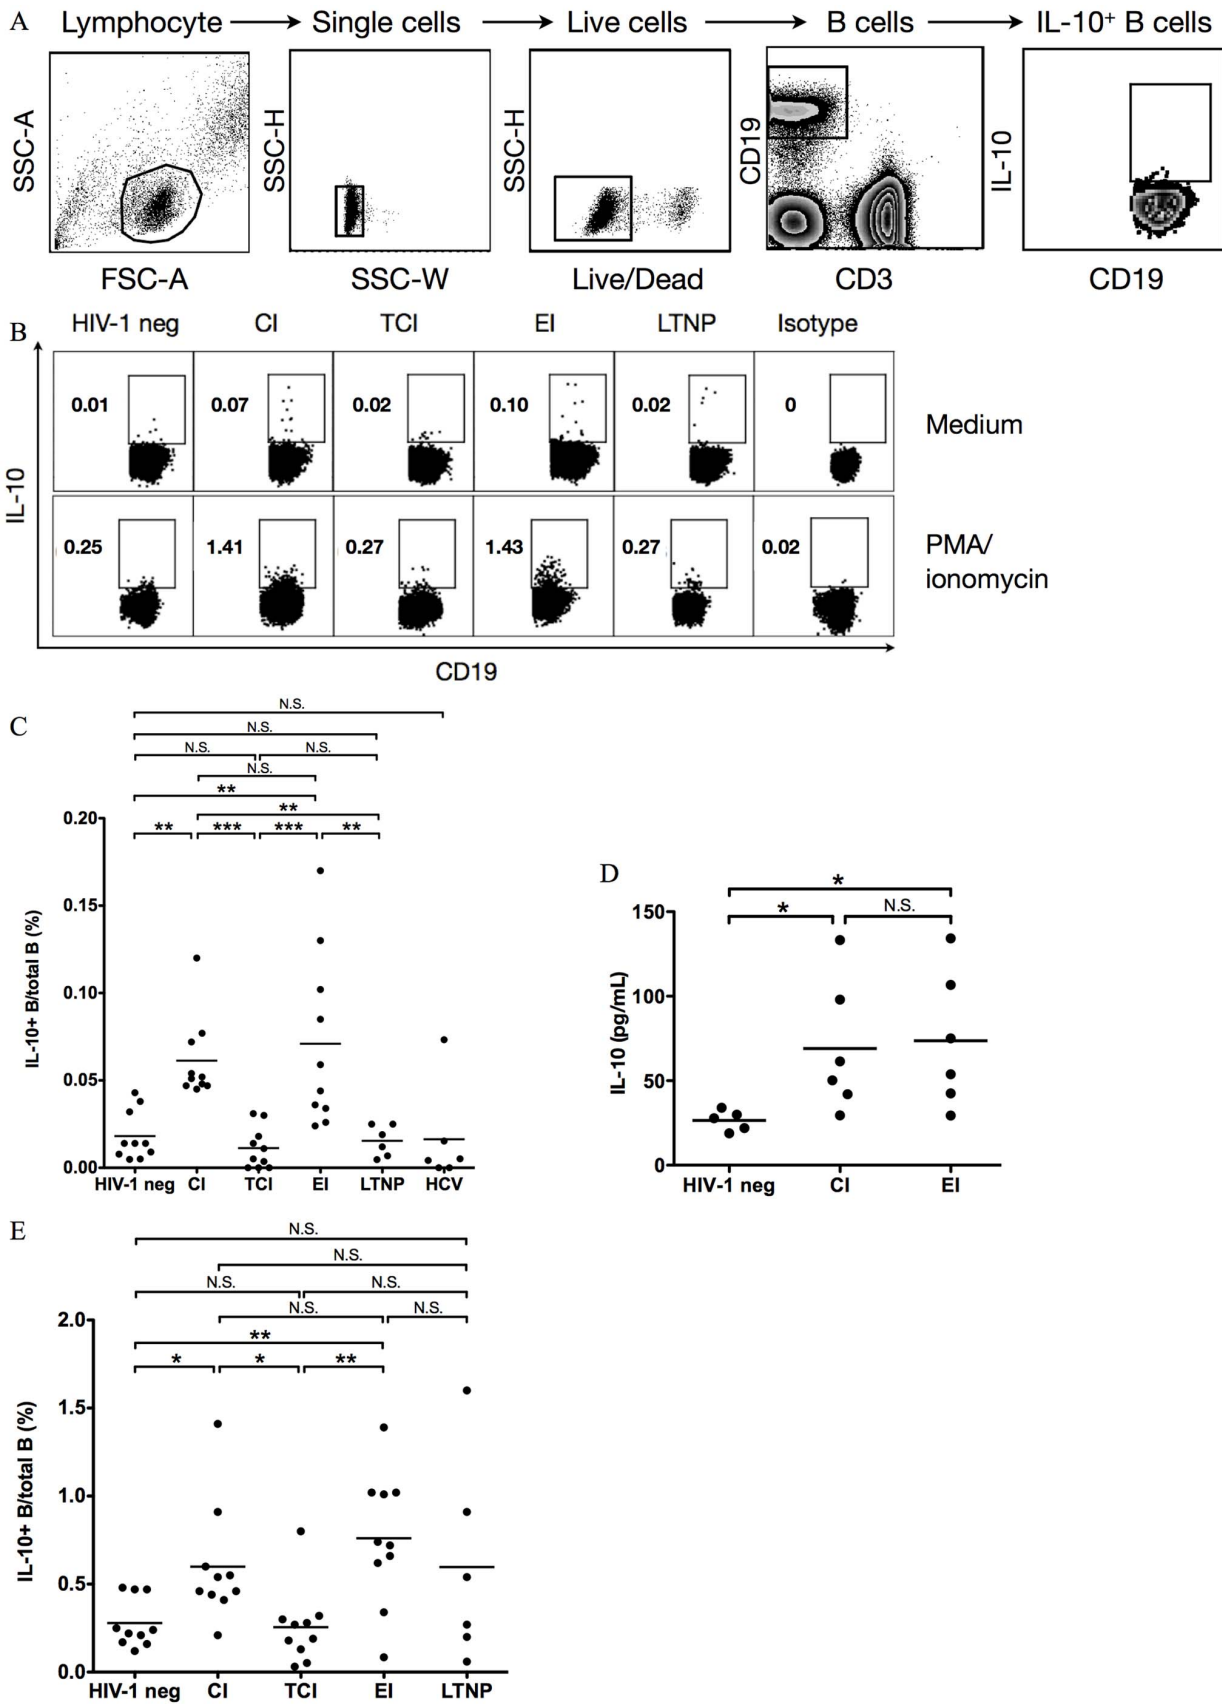 A Lymphocyte Single cells Live cells B cells IL-10⁺ B cells
SSC-A SSC-H SSC-H CD19 IL-10
FSC-A SSC-W Live/Dead CD3 CD19
B HIV-1 neg CI TCI EI LTNP Isotype
0.01 0.07 0.02 0.10 0.02 0 Medium
0.25 1.41 0.27 1.43 0.27 0.02 PMA/
ionomycin
IL-10
CD19
C
N.S.
N.S.
N.S. N.S.
N.S.
**
**
** *** *** **
0.20
0.15
0.10
0.05
0.00
IL-10+ B/total B (%)
HIV-1 neg CI TCI EI LTNP HCV
D
*
* N.S.
150
100
50
0
IL-10 (pg/mL)
HIV-1 neg CI EI
E
N.S.
N.S.
N.S. N.S.
N.S. N.S.
**
* * **
2.0
1.5
1.0
0.5
0.0
IL-10+ B/total B (%)
HIV-1 neg CI TCI EI LTNP